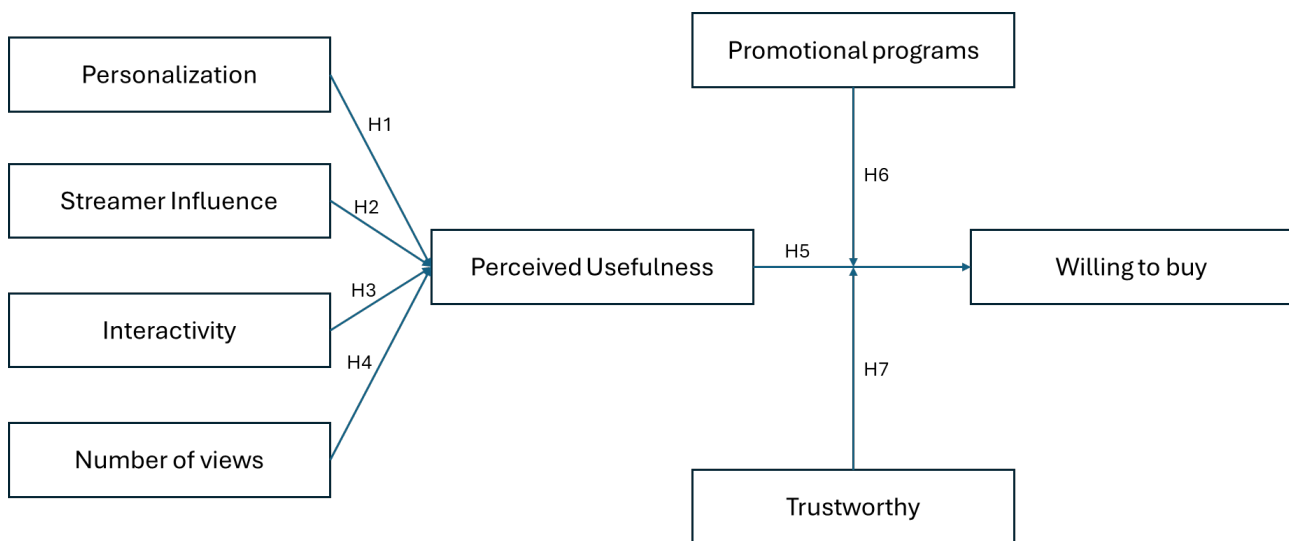 Promotional programs
Personalization
H1
H6
Streamer Influence
H2
H5
Perceived Usefulness
Willing to buy
H3
Interactivity
H4
H7
Number of views
Trustworthy